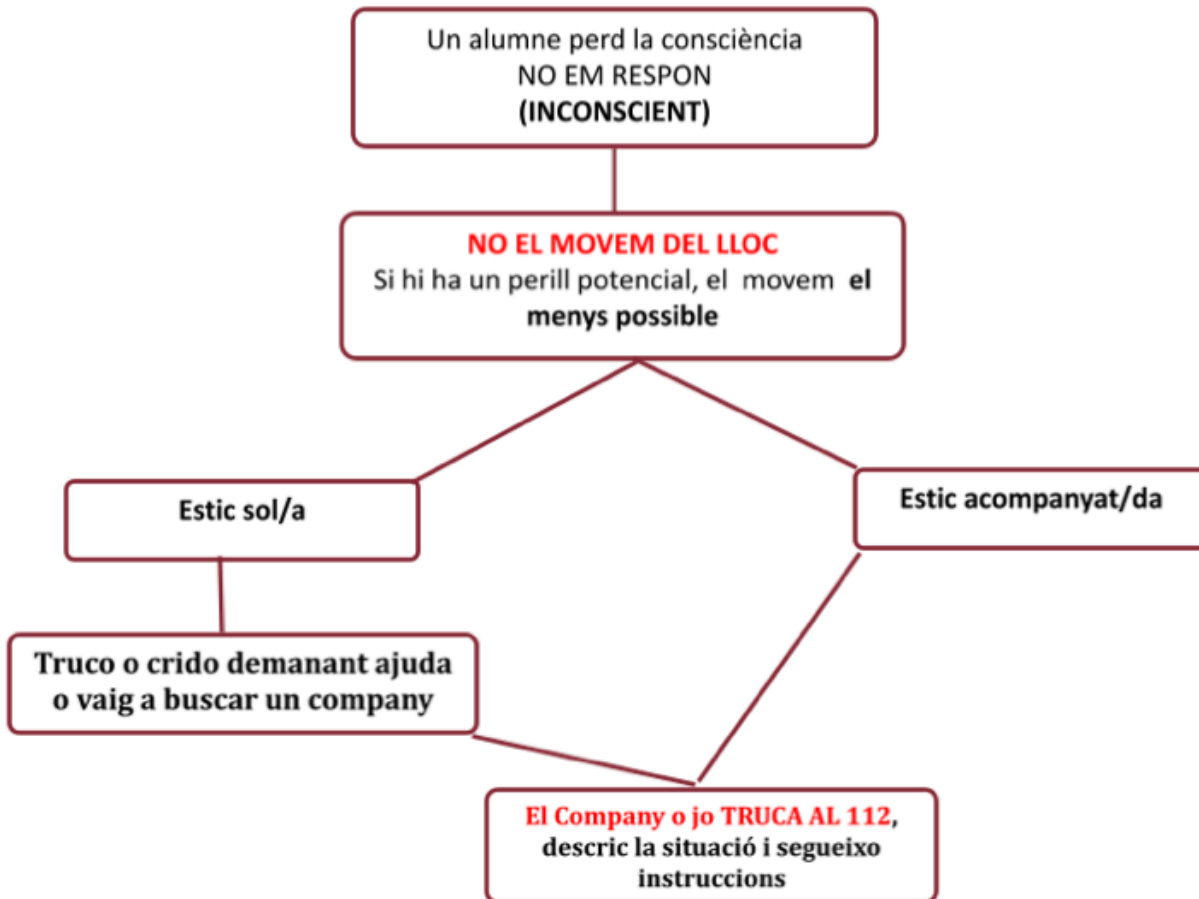 Un alumne perd la consciència
NO EM RESPON
(INCONSCIENT)
NO EL MOVEM DEL LLOC
Si hi ha un perill potencial, el movem el
menys possible
Estic sol/a
Estic acompanyat/da
Truco o crido demanant ajuda
o vaig a buscar un company
El Company o jo TRUCA AL 112,
descric la situació i segueixo
instruccions